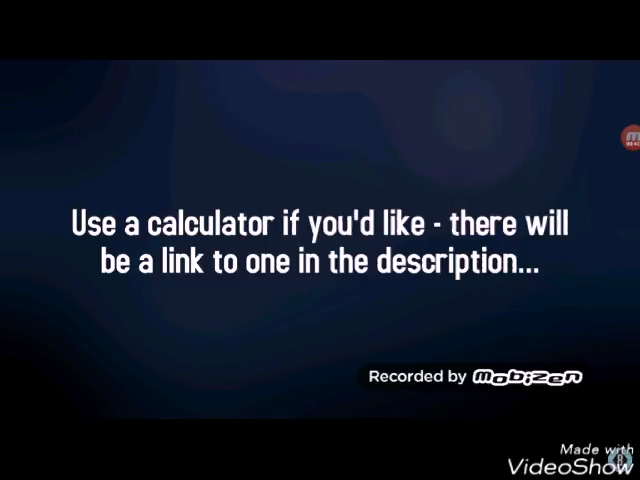 Use a calculator if you'd like - there will
be a link to one in the description...
Recorded by mobizen
Made with
VideoShow